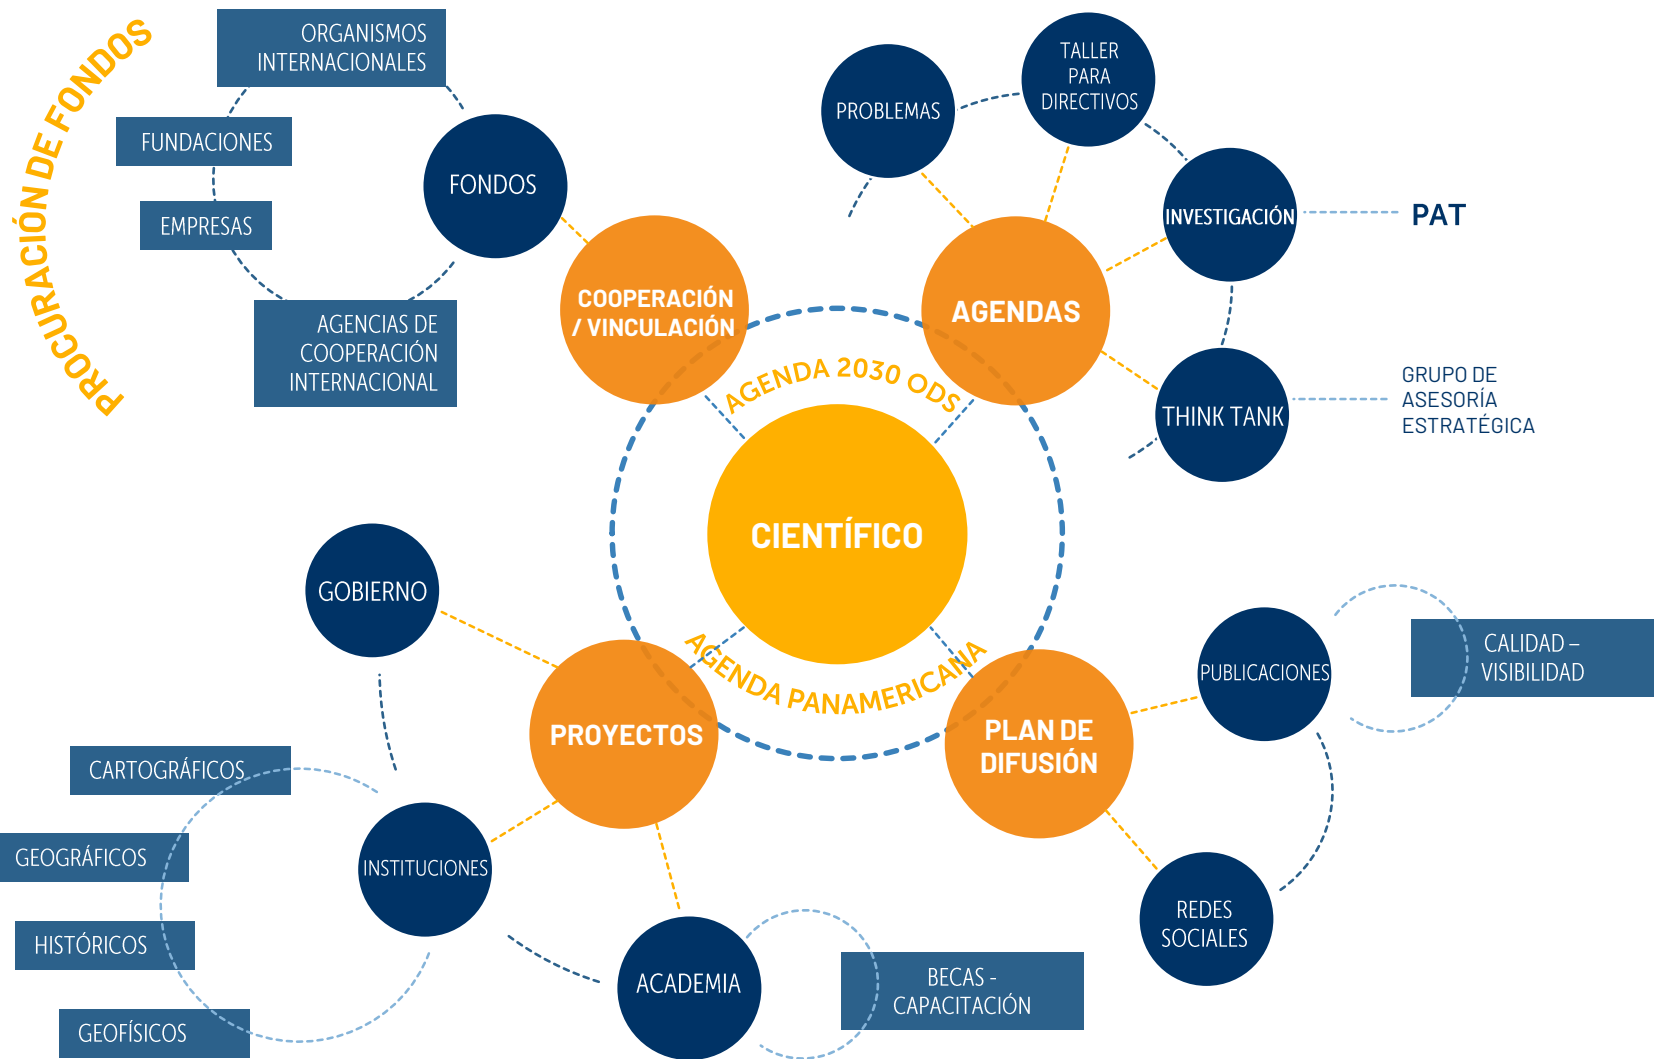 PROCURACIÓN DE FONDOS
ORGANISMOS
INTERNACIONALES
FUNDACIONES
EMPRESAS
AGENCIAS DE
COOPERACIÓN
INTERNACIONAL
FONDOS
COOPERACIÓN
/ VINCULACIÓN
PROBLEMAS
TALLER
PARA
DIRECTIVOS
INVESTIGACIÓN
PAT
AGENDAS
THINK TANK
GRUPO DE
ASESORÍA
ESTRATÉGICA
AGENDA 2030 ODS
CIENTÍFICO
AGENDA PANAMERICANA
GOBIERNO
PROYECTOS
CARTOGRÁFICOS
GEOGRÁFICOS
HISTÓRICOS
GEOFÍSICOS
INSTITUCIONES
ACADEMIA
BECAS -
CAPACITACIÓN
PLAN DE
DIFUSIÓN
PUBLICACIONES
CALIDAD –
VISIBILIDAD
REDES
SOCIALES